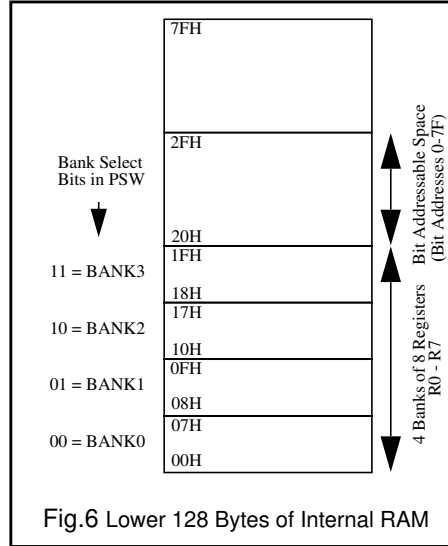 7FH
2FH
Bank Select
Bits in PSW
20H
1FH
11 = BANK3
18H
17H
10 = BANK2
10H
0FH
01 = BANK1
08H
07H
00 = BANK0
00H
Bit Addressable Space
(Bit Addresses 0-7F)
4 Banks of 8 Registers
R0 - R7
Fig.6 Lower 128 Bytes of Internal RAM